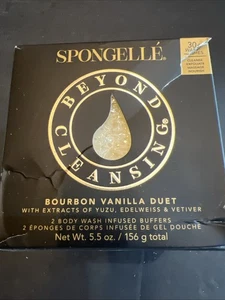 SPONGELLÉ®
30+
BEYOND
CLEANSING®
BOURBON VANILLA DUET
WITH EXTRACTS OF YUZU, EDELWEISS & VETIVER
2 BODY WASH INFUSED BUFFERS
2 ÉPONGES DE CORPS INFUSÉE DE GEL DOUCHE
Net Wt. 5.5 oz. / 156 g total